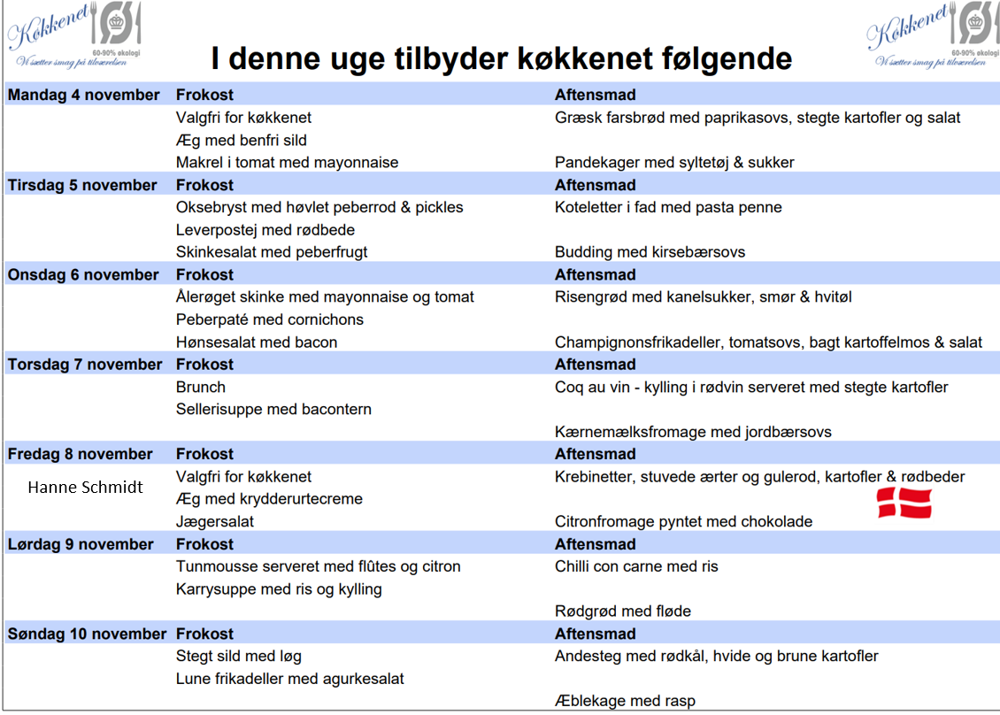 Køkkenet
60-90% økologi
Vi sætter smag på tilværelsen
Køkkenet
60-90% økologi
Vi sætter smag på tilværelsen
I denne uge tilbyder køkkenet følgende
Mandag 4 november Frokost Aftensmad
Valgfri for køkkenet Græsk farsbrød med paprikasovs, stegte kartofler og salat
Æg med benfri sild
Makrel i tomat med mayonnaise Pandekager med syltetøj & sukker
Tirsdag 5 november Frokost Aftensmad
Oksebryst med høvlet peberrod & pickles Koteletter i fad med pasta penne
Leverpostej med rødbede
Skinkesalat med peberfrugt Budding med kirsebærsovs
Onsdag 6 november Frokost Aftensmad
Ålerøget skinke med mayonnaise og tomat Risengrød med kanelsukker, smør & hvitøl
Peberpaté med cornichons
Hønsesalat med bacon Champignonsfrikadeller, tomatsovs, bagt kartoffelmos & salat
Torsdag 7 november Frokost Aftensmad
Brunch Coq au vin - kylling i rødvin serveret med stegte kartofler
Sellerisuppe med bacontern
Kærnemælksfromage med jordbærsovs
Fredag 8 november Frokost Aftensmad
Hanne Schmidt Valgfri for køkkenet Krebinetter, stuvede ærter og gulerod, kartofler & rødbeder
Æg med krydderurtecreme
Jægersalat Citronfromage pyntet med chokolade
Lørdag 9 november Frokost Aftensmad
Tunmousse serveret med flûtes og citron Chilli con carne med ris
Karrysuppe med ris og kylling
Rødgrød med fløde
Søndag 10 november Frokost Aftensmad
Stegt sild med løg Andesteg med rødkål, hvide og brune kartofler
Lune frikadeller med agurkesalat
Æblekage med rasp